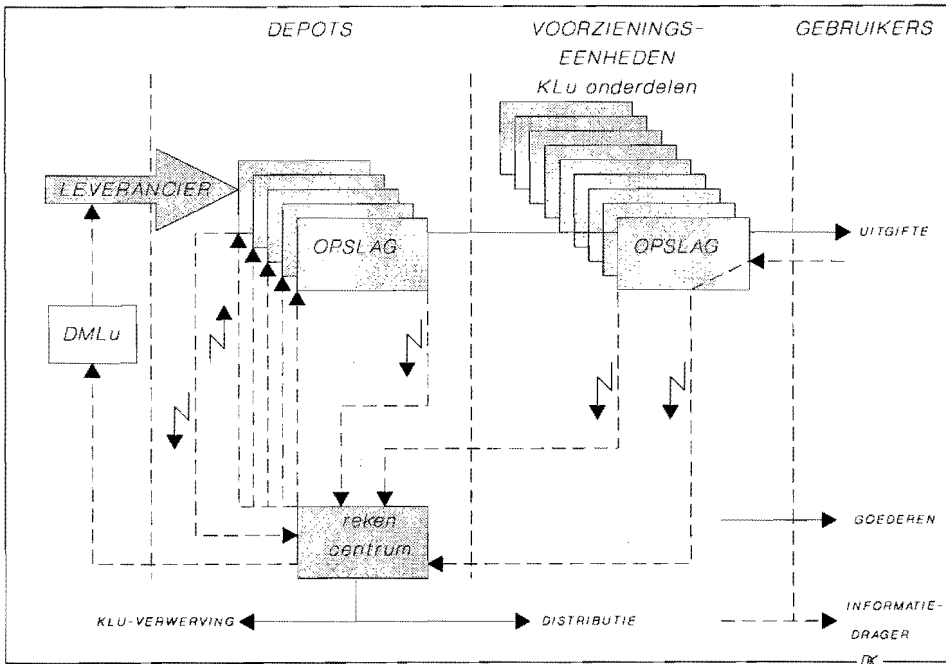 DEPOTS
VOORZIENINGS-
EENHEDEN
KLu onderdelen
GEBRUIKERS
LEVERANCIER
OPSLAG
OPSLAG
UITGIFTE
DMLu
reken
centrum
GOEDEREN
KLU-VERWERVING
DISTRIBUTIE
INFORMATIE-
DRAGER